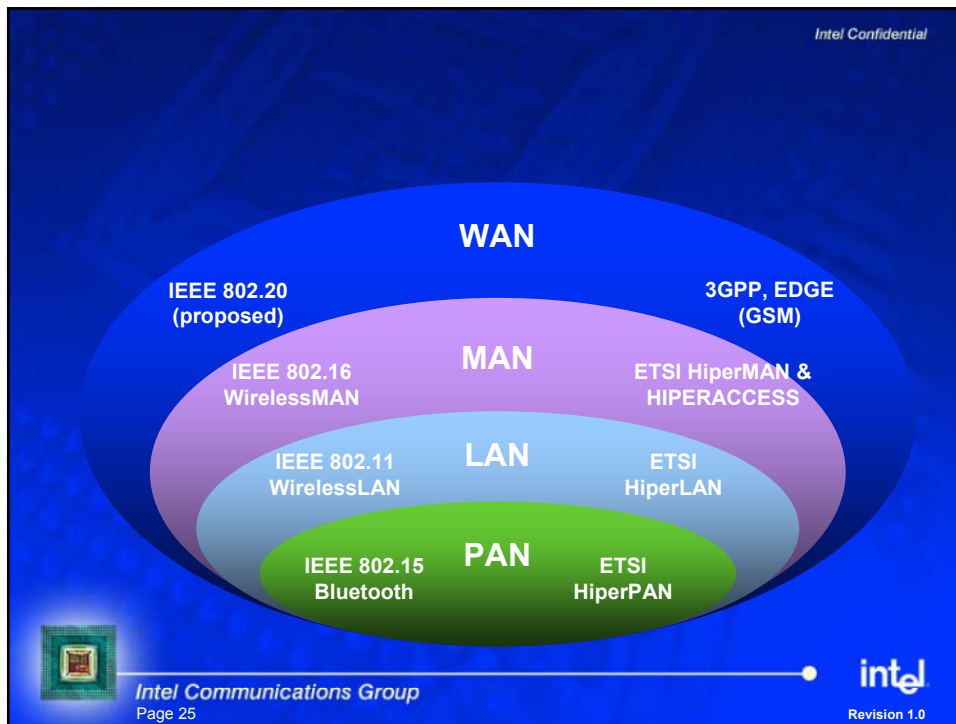 Intel Confidential
WAN
IEEE 802.20
(proposed)
3GPP, EDGE
(GSM)
MAN
IEEE 802.16
WirelessMAN
ETSI HiperMAN &
HIPERACCESS
LAN
IEEE 802.11
WirelessLAN
ETSI
HiperLAN
PAN
IEEE 802.15
Bluetooth
ETSI
HiperPAN
Intel Communications Group
Page 25
intel
Revision 1.0